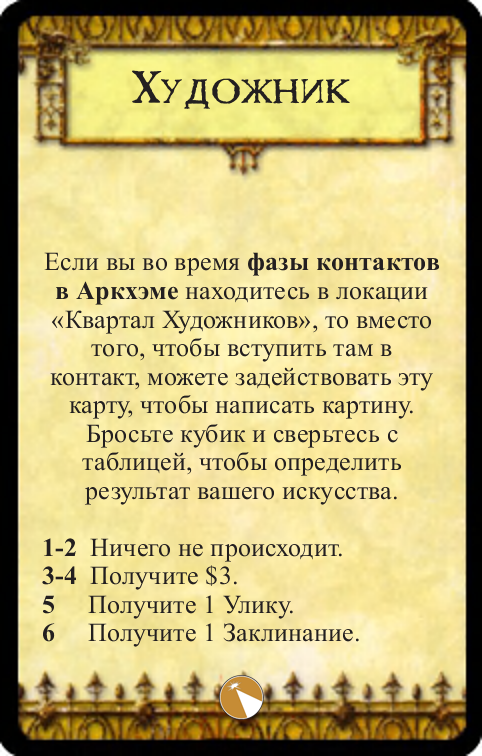 Художник
Если вы во время фазы контактов
в Аркхэме находитесь в локации
«Квартал Художников», то вместо
того, чтобы вступить там в
контакт, можете задействовать эту
карту, чтобы написать картину.
Бросьте кубик и сверьтесь с
таблицей, чтобы определить
результат вашего искусства.
1-2 Ничего не происходит.
3-4 Получите $3.
5 Получите 1 Улику.
6 Получите 1 Заклинание.